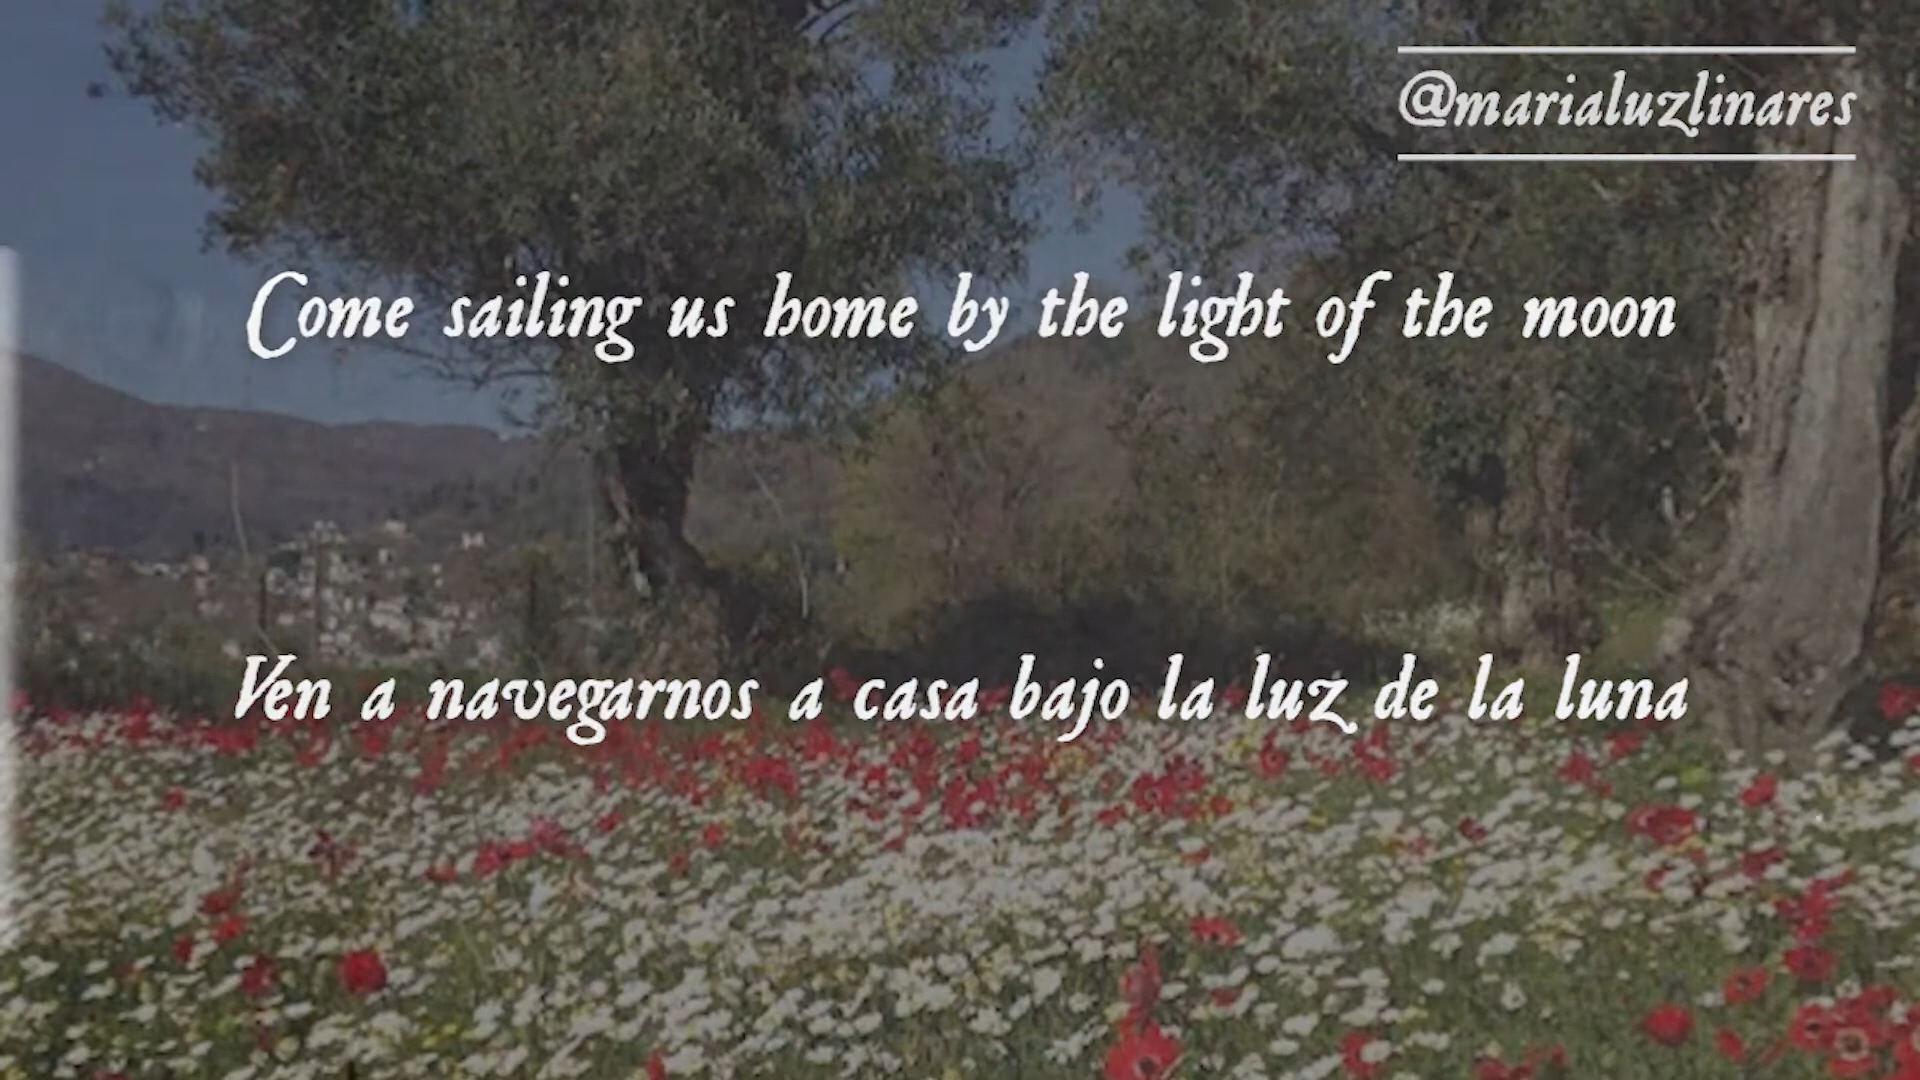 @marialuzlinares
Come sailing us home by the light of the moon
Ven a navegarnos a casa bajo la luz de la luna